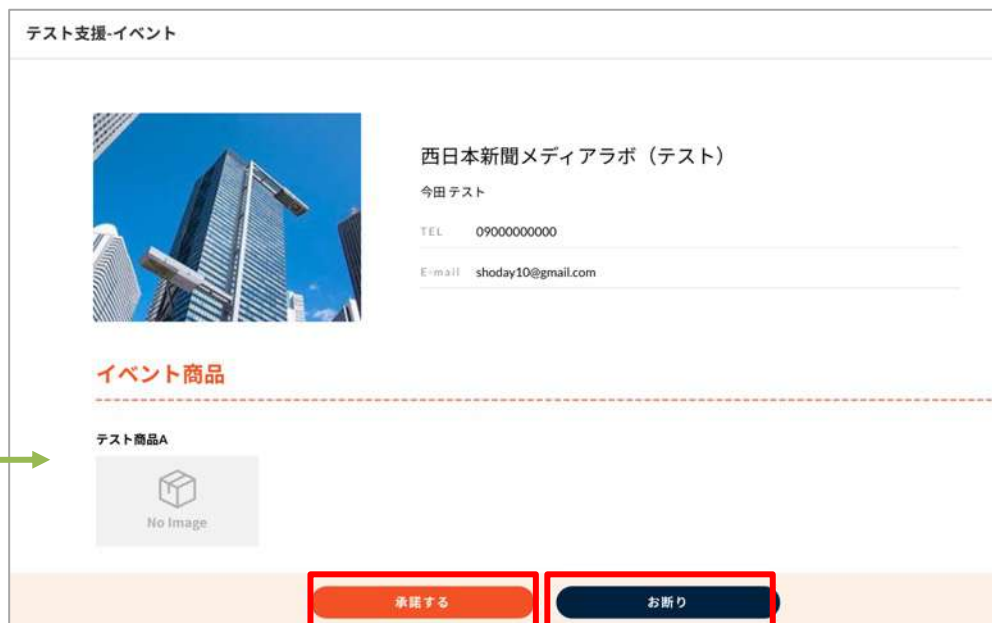 テスト支援-イベント
西日本新聞メディアラボ（テスト）
今田 テスト
TEL 09000000000
E-mail shoday10@gmail.com
イベント商品
テスト商品A
No Image
承諾する
お断り